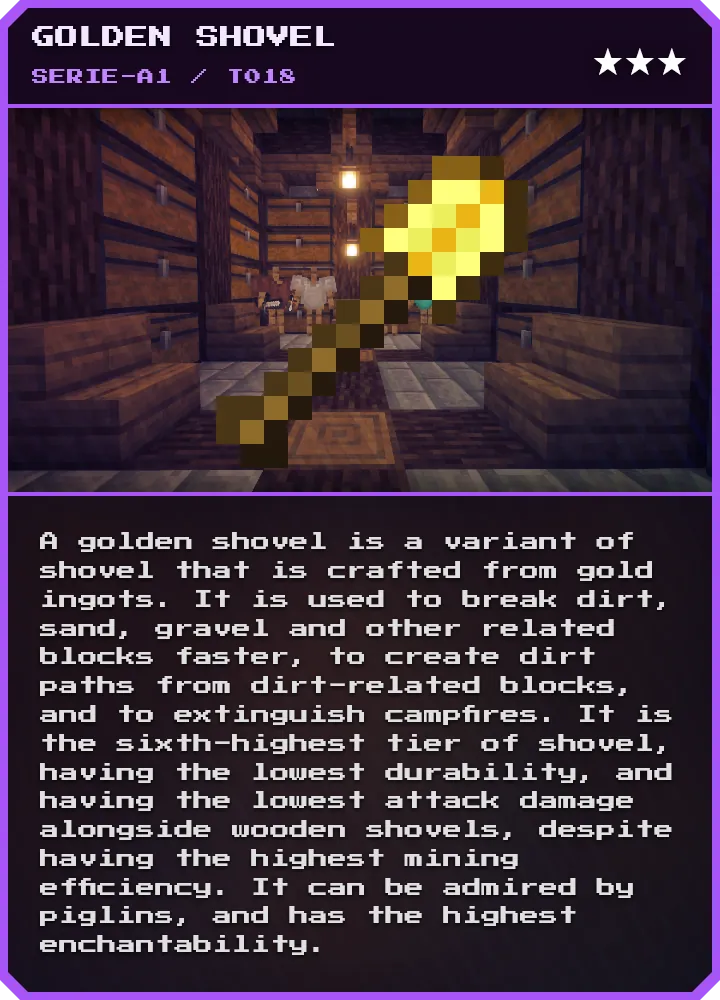 GOLDEN SHOVEL
SERIE-A1 / T018
★★★
A golden shovel is a variant of
shovel that is crafted from gold
ingots. It is used to break dirt,
sand, gravel and other related
blocks faster, to create dirt
paths from dirt-related blocks,
and to extinguish campfires. It is
the sixth-highest tier of shovel,
having the lowest durability, and
having the lowest attack damage
alongside wooden shovels, despite
having the highest mining
efficiency. It can be admired by
piglins, and has the highest
enchantability.